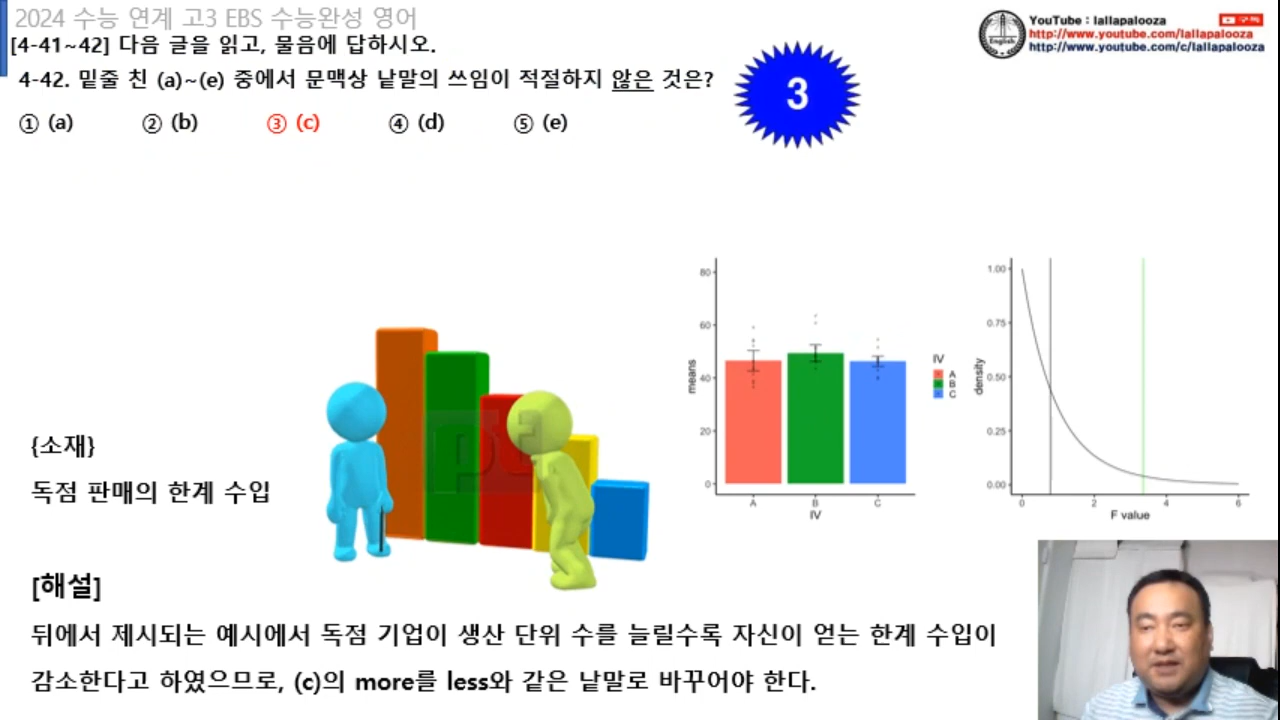 2024 수능 연계 고3 EBS 수능완성 영어
[4-41~42] 다음 글을 읽고, 물음에 답하시오.
4-42. 밑줄 친 (a)~(e) 중에서 문맥상 낱말의 쓰임이 적절하지 않은 것은?
① (a) ② (b) ③ (c) ④ (d) ⑤ (e)
3
YouTube : lallapalooza
구독
http://www.youtube.com/lallapalooza
http://www.youtube.com/c/lallapalooza
English
80
60
40
20
0
means
A B C
IV
IV
A
B
C
1.00
0.75
0.50
0.25
0.00
density
0 2 4 6
F value
{소재}
독점 판매의 한계 수입
[해설]
뒤에서 제시되는 예시에서 독점 기업이 생산 단위 수를 늘릴수록 자신이 얻는 한계 수입이
감소한다고 하였으므로, (c)의 more를 less와 같은 낱말로 바꾸어야 한다.